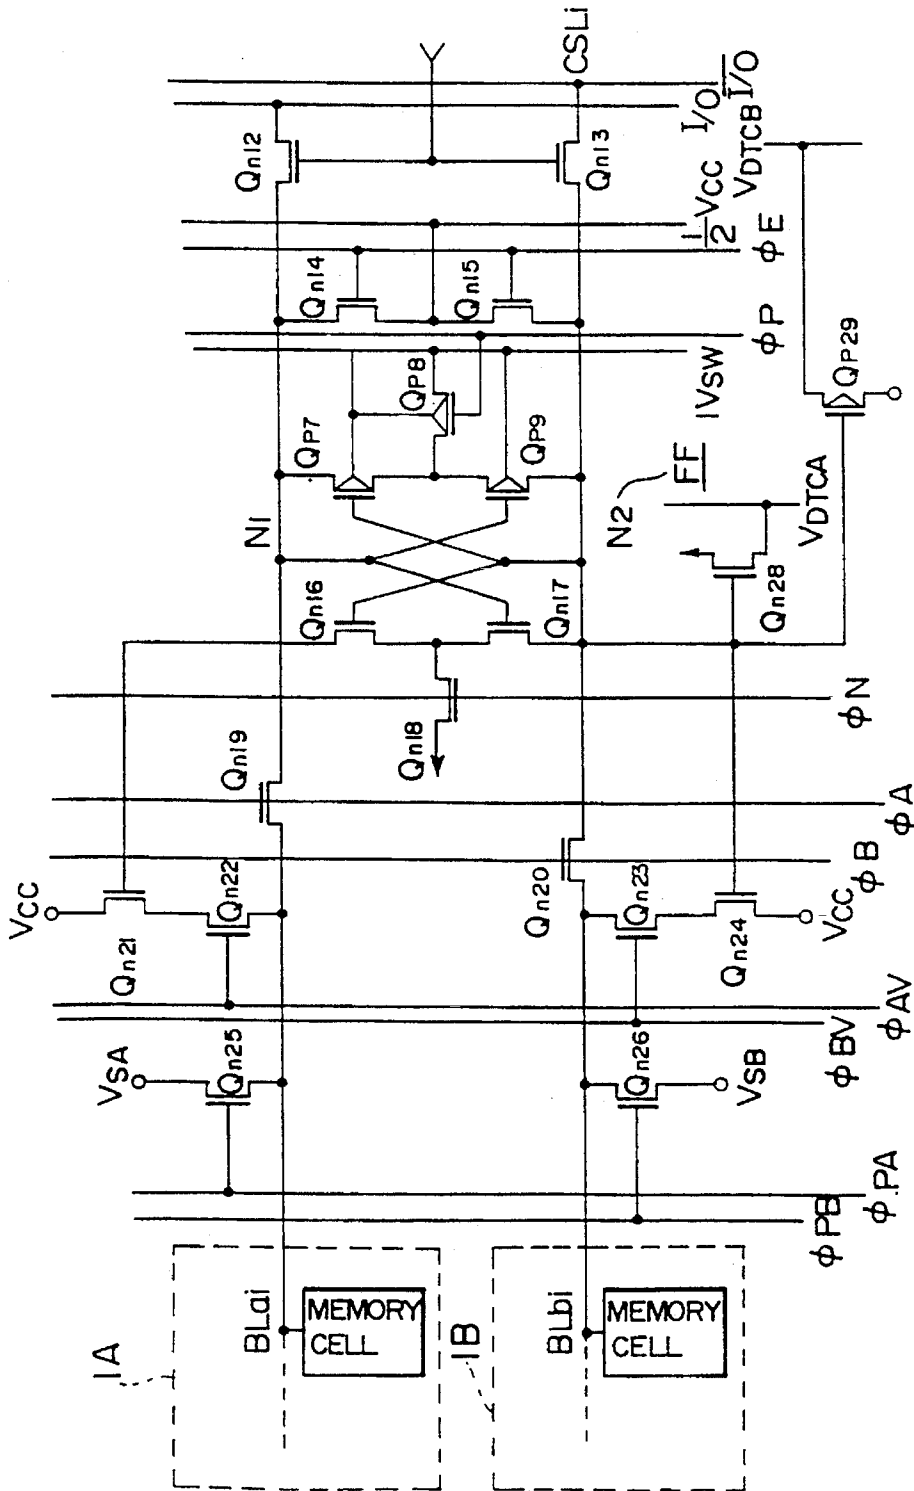 CSLi
I/O
I/O
Qn12
Qn13
VDTCB
1/2 VCC
φE
Qn14
Qn15
φP
1VSW
QP8
QP7
QP9
QP29
N1
N2
FF
VDTCA
Qn16
Qn17
Qn28
φN
Qn18
Qn19
φA
φB
VCC
Qn21
Qn22
Qn20
Qn23
Qn24
VCC
φAV
φBV
VSA
Qn25
Qn26
VSB
φPA
φPB
1A
BLai
MEMORY
CELL
1B
BLbi
MEMORY
CELL